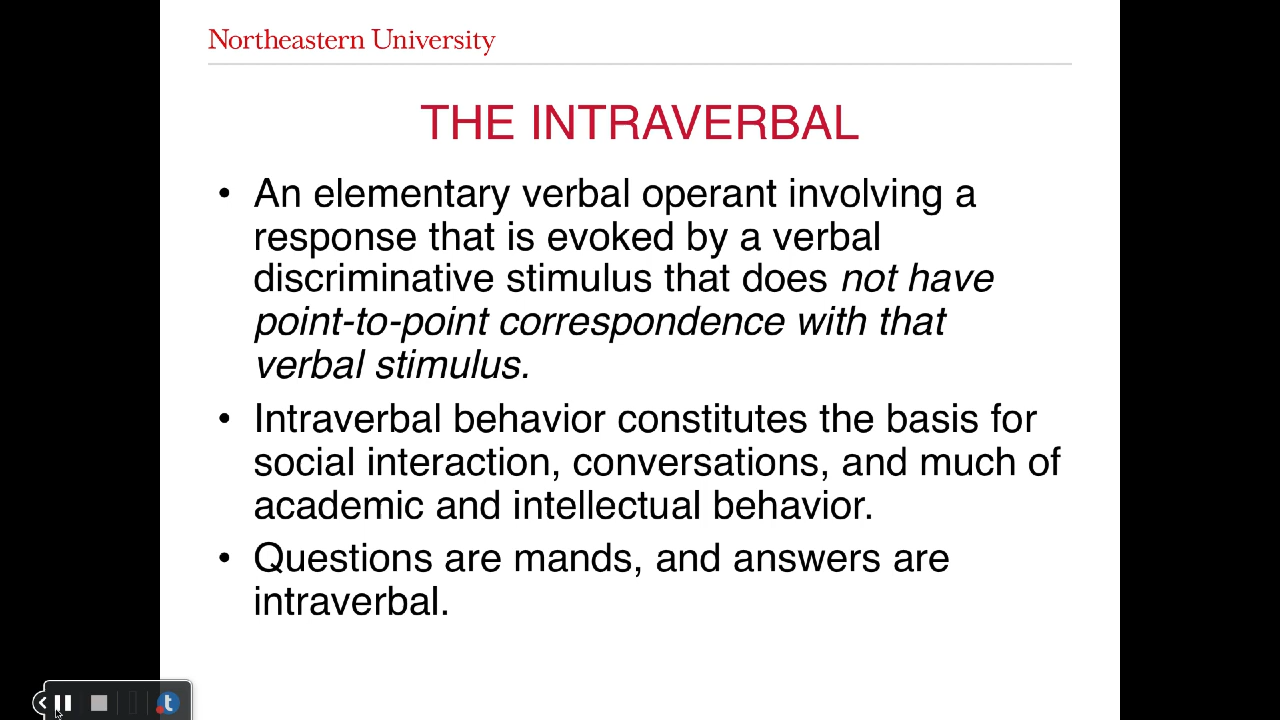 Northeastern University
THE INTRAVERBAL
• An elementary verbal operant involving a
response that is evoked by a verbal
discriminative stimulus that does not have
point-to-point correspondence with that
verbal stimulus.
• Intraverbal behavior constitutes the basis for
social interaction, conversations, and much of
academic and intellectual behavior.
• Questions are mands, and answers are
intraverbal.
t